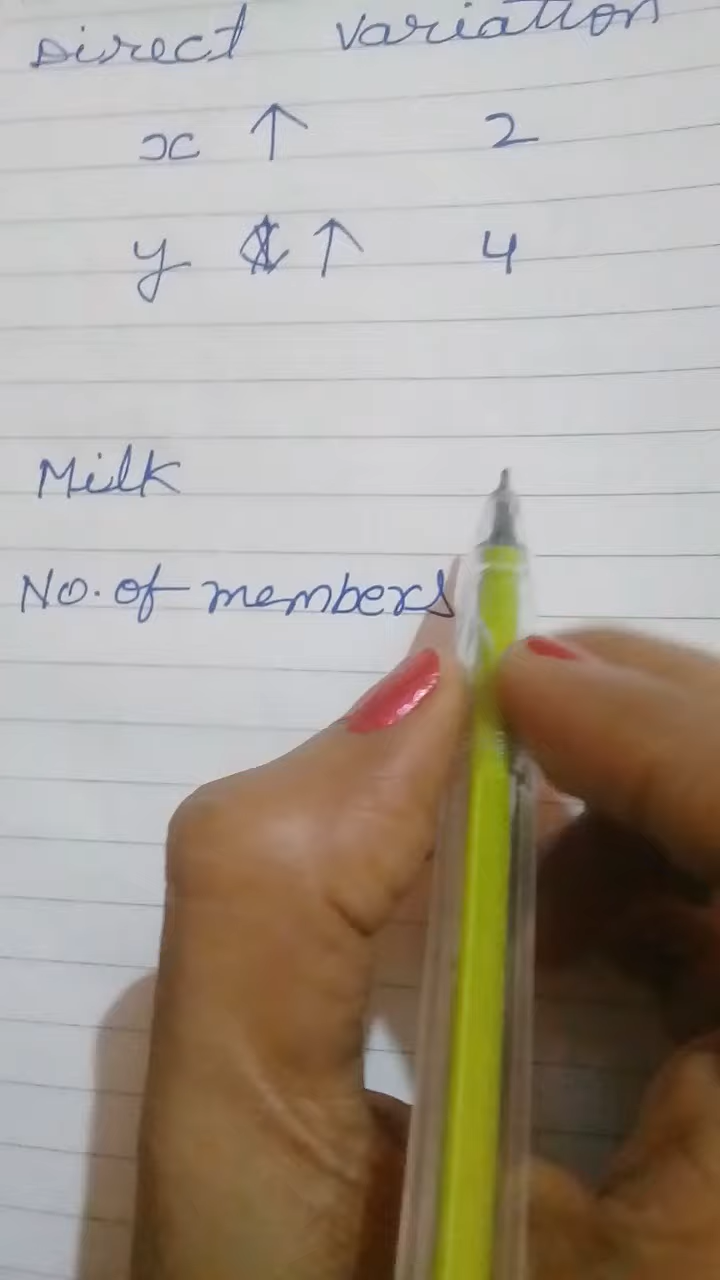 Direct variation
x ↑ 2
y ↑ 4
Milk
No. of members